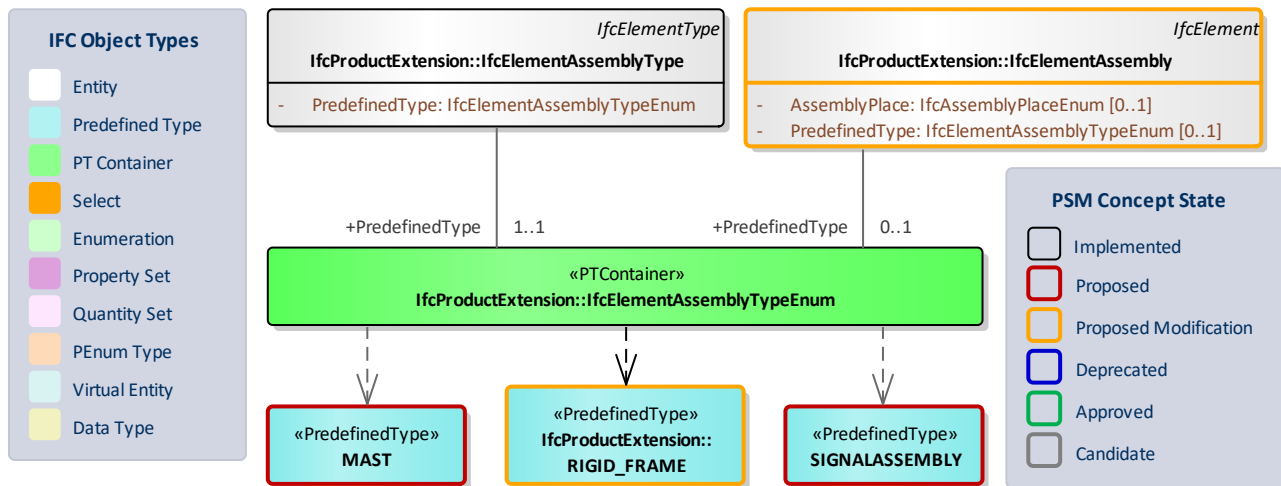 IFC Object Types
Entity
Predefined Type
PT Container
Select
Enumeration
Property Set
Quantity Set
PEnum Type
Virtual Entity
Data Type
IfcElementType
IfcProductExtension::IfcElementAssemblyType
- PredefinedType: IfcElementAssemblyTypeEnum
IfcElement
IfcProductExtension::IfcElementAssembly
- AssemblyPlace: IfcAssemblyPlaceEnum [0..1]
- PredefinedType: IfcElementAssemblyTypeEnum [0..1]
+PredefinedType 1..1
+PredefinedType 0..1
«PTContainer»
IfcProductExtension::IfcElementAssemblyTypeEnum
«PredefinedType»
MAST
«PredefinedType»
IfcProductExtension::
RIGID_FRAME
«PredefinedType»
SIGNALASSEMBLY
PSM Concept State
Implemented
Proposed
Proposed Modification
Deprecated
Approved
Candidate